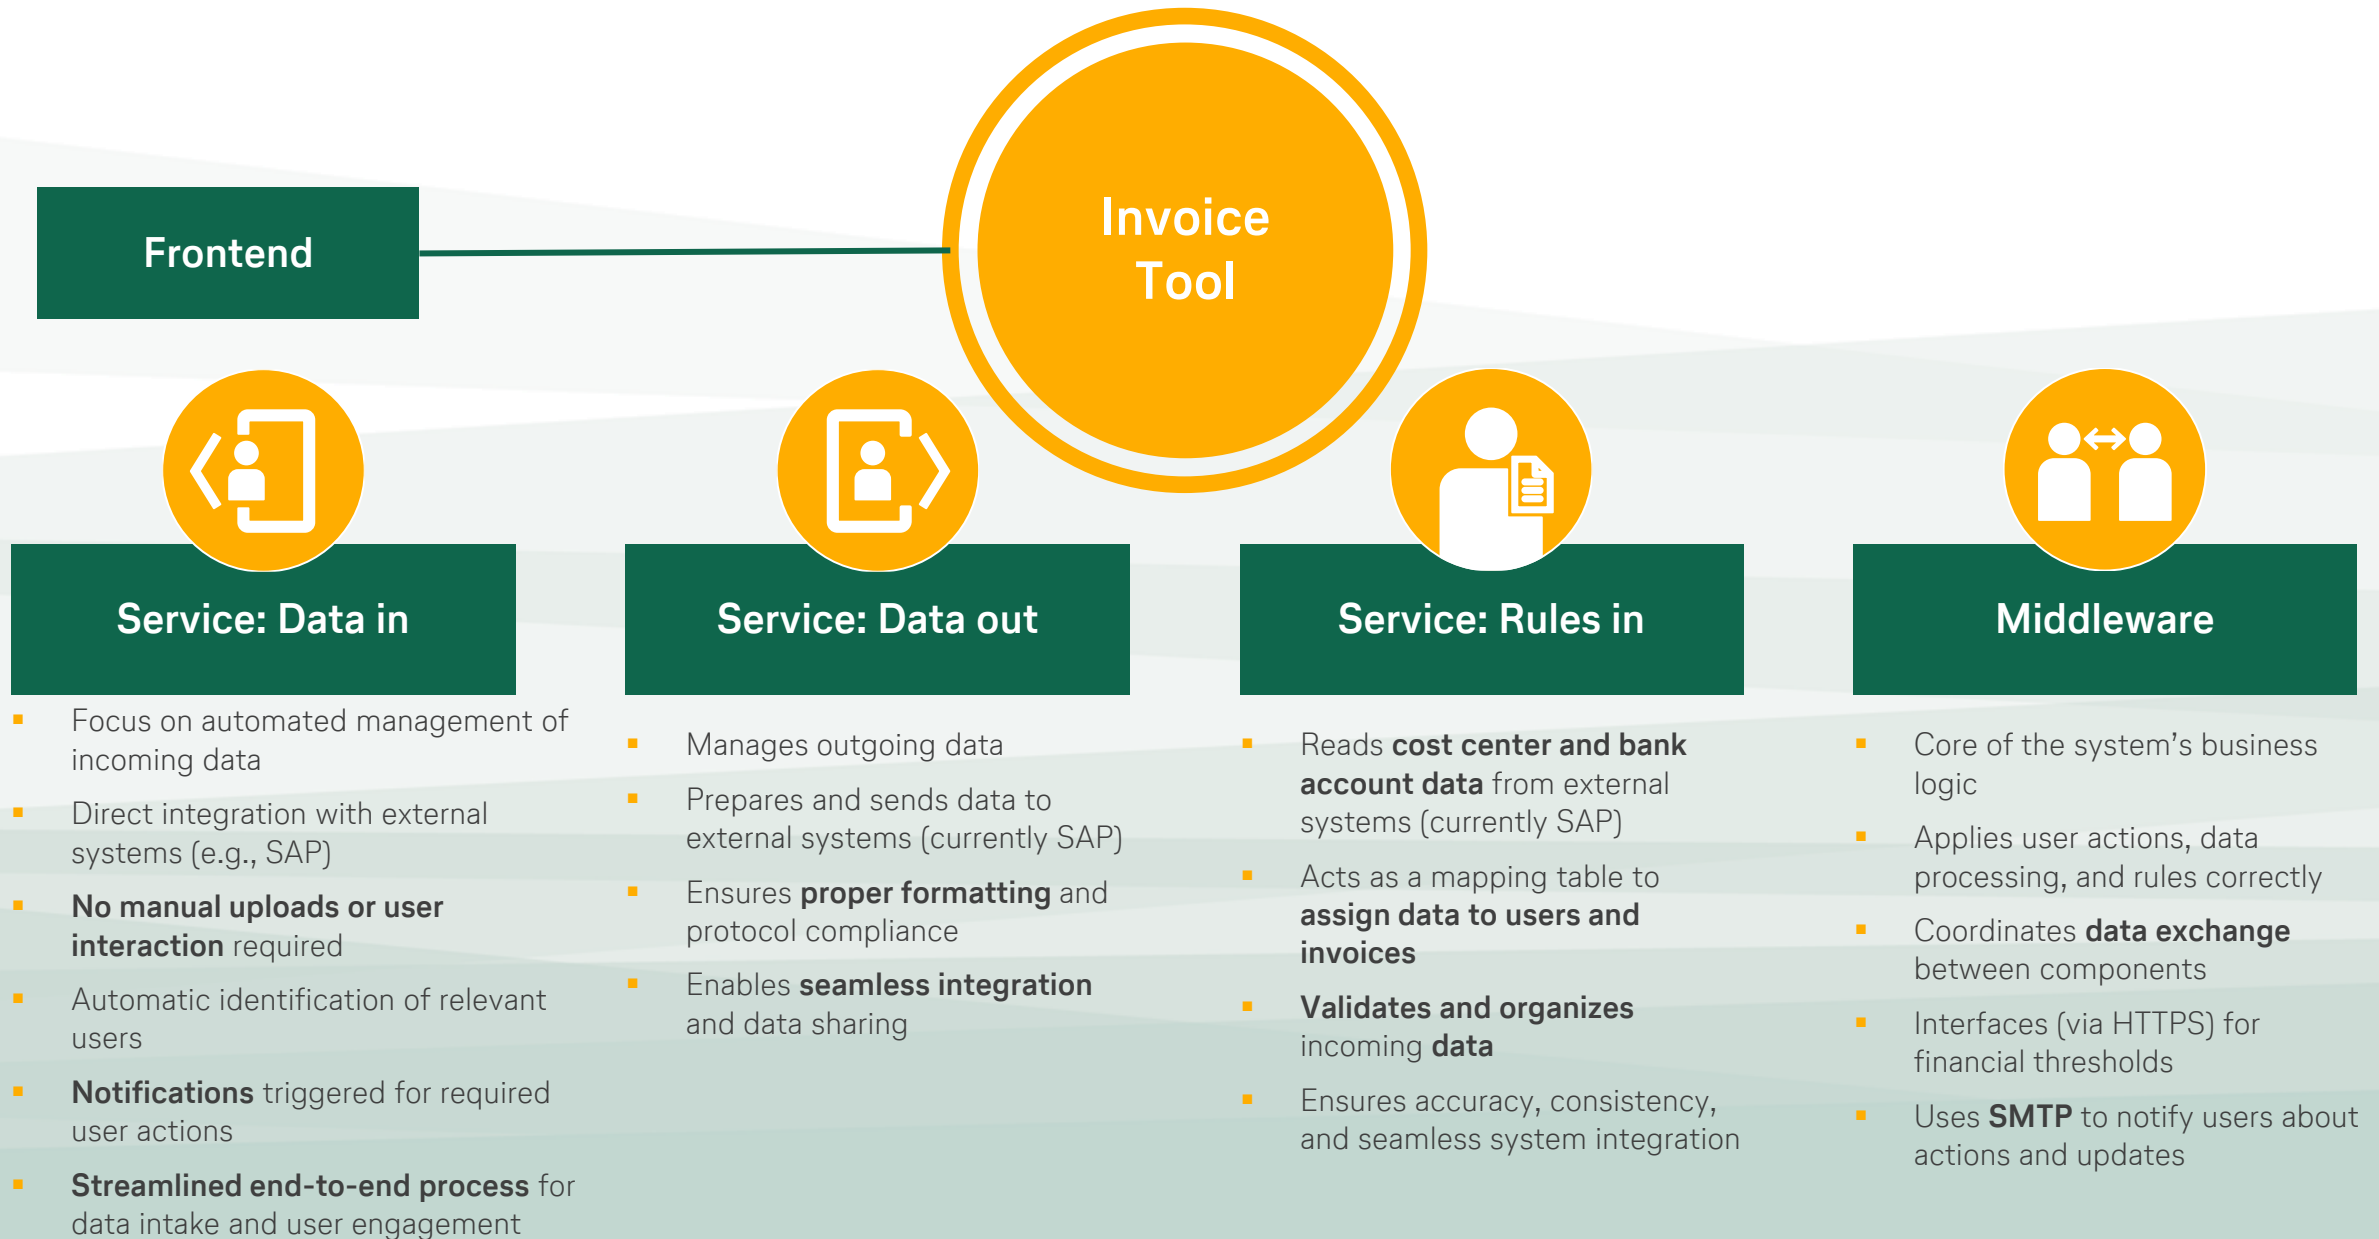 Invoice
Tool
Frontend
Service: Data in
Focus on automated management of
incoming data
Direct integration with external
systems (e.g., SAP)
No manual uploads or user
interaction required
Automatic identification of relevant
users
Notifications triggered for required
user actions
Streamlined end-to-end process for
data intake and user engagement
Service: Data out
Manages outgoing data
Prepares and sends data to
external systems (currently SAP)
Ensures proper formatting and
protocol compliance
Enables seamless integration
and data sharing
Service: Rules in
Reads cost center and bank
account data from external
systems (currently SAP)
Acts as a mapping table to
assign data to users and
invoices
Validates and organizes
incoming data
Ensures accuracy, consistency,
and seamless system integration
Middleware
Core of the system’s business
logic
Applies user actions, data
processing, and rules correctly
Coordinates data exchange
between components
Interfaces (via HTTPS) for
financial thresholds
Uses SMTP to notify users about
actions and updates